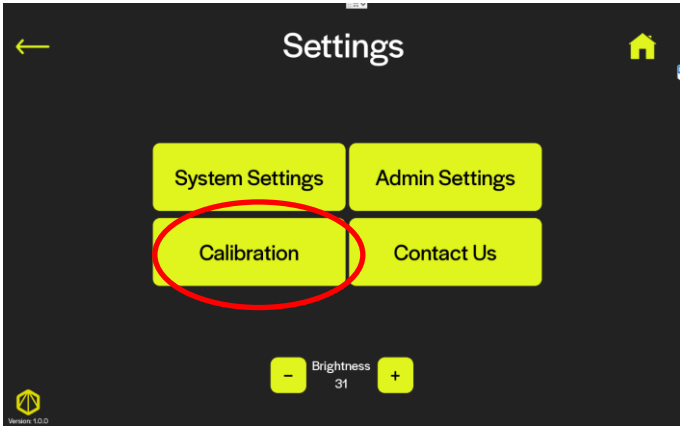 Settings
System Settings
Admin Settings
Calibration
Contact Us
Brightness
- 31 +
Version: 1.0.0